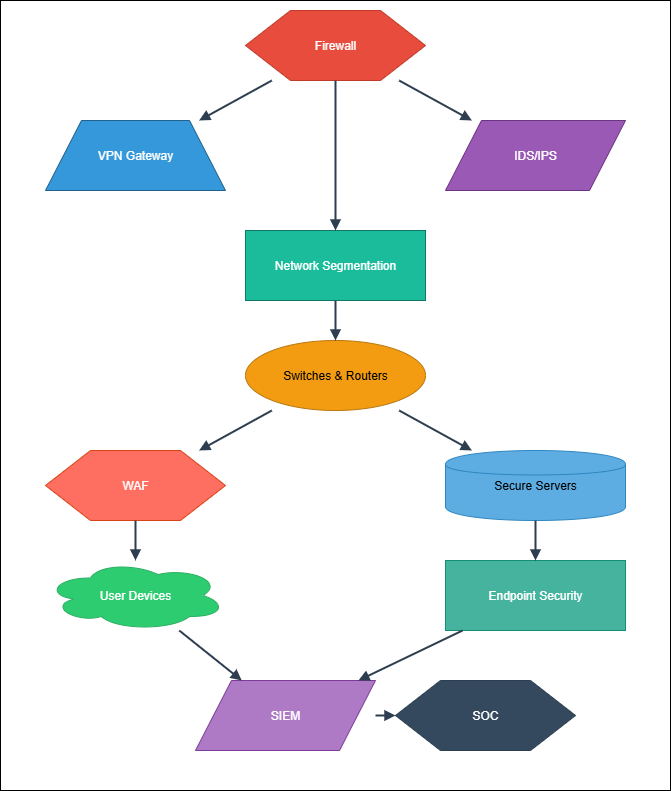 Firewall
VPN Gateway
IDS/IPS
Network Segmentation
Switches & Routers
WAF
Secure Servers
User Devices
Endpoint Security
SIEM
SOC